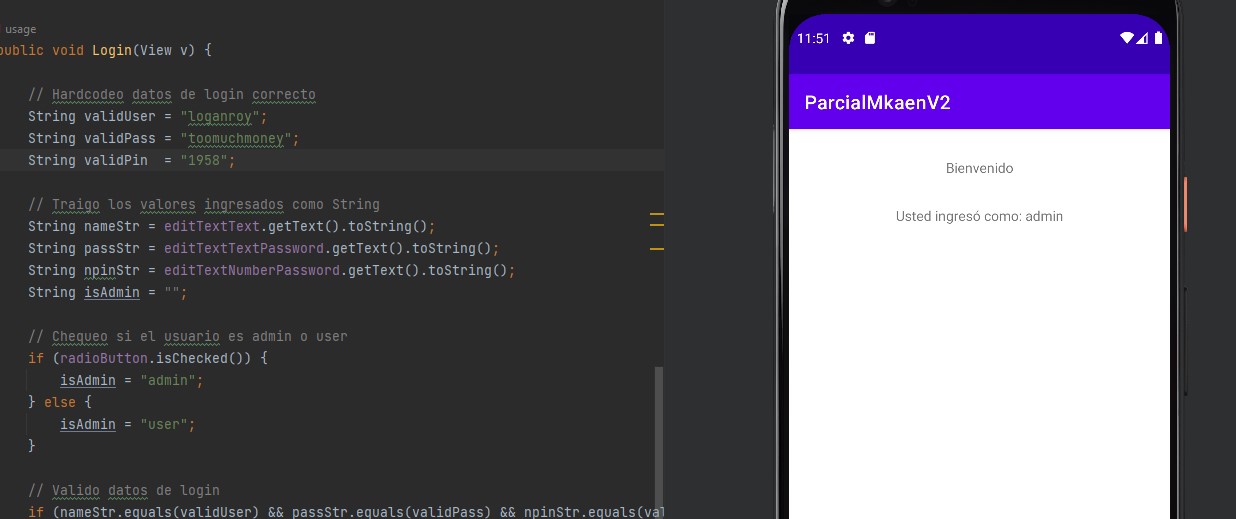 usage
public void Login(View v) {
// Hardcodeo datos de login correcto
String validUser = "loganroy";
String validPass = "toomuchmoney";
String validPin  = "1958";
// Traigo los valores ingresados como String
String nameStr = editTextText.getText().toString();
String passStr = editTextTextPassword.getText().toString();
String npinStr = editTextNumberPassword.getText().toString();
String isAdmin = "";
// Chequeo si el usuario es admin o user
if (radioButton.isChecked()) {
isAdmin = "admin";
} else {
isAdmin = "user";
}
// Valido datos de login
if (nameStr.equals(validUser) && passStr.equals(validPass) && npinStr.equals(val
11:51
ParcialMkaenV2
Bienvenido
Usted ingresó como: admin